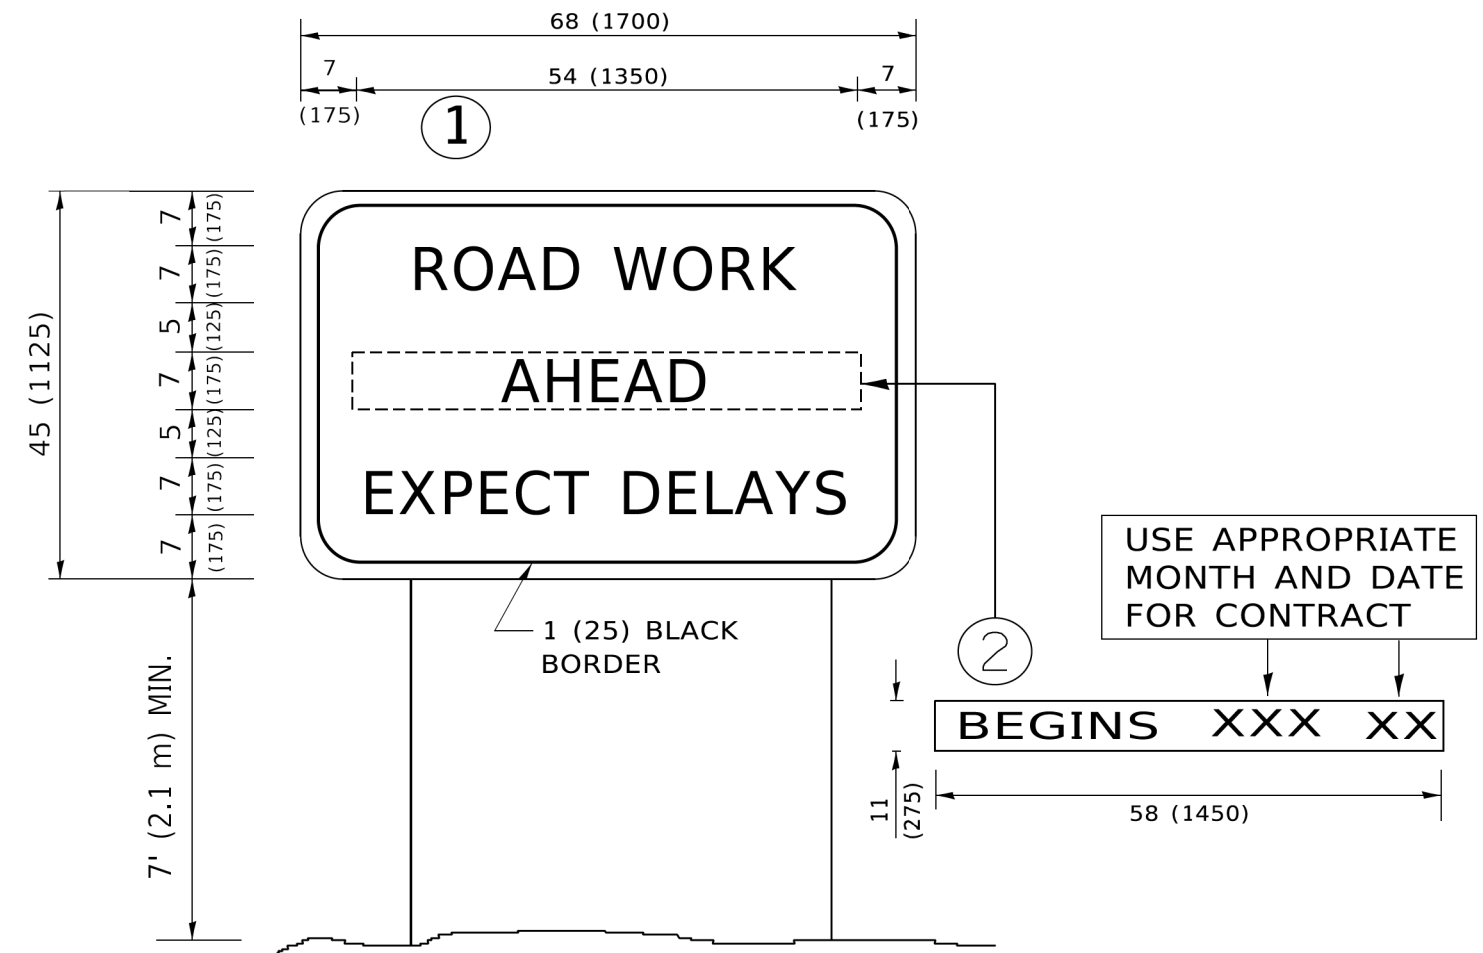 68 (1700)
7
54 (1350)
7
(175)
(175)
1
7
(175)
7
(175)
5
(125)
7
(175)
5
(125)
7
(175)
7
(175)
45 (1125)
ROAD WORK
AHEAD
EXPECT DELAYS
1 (25) BLACK
BORDER
7' (2.1 m) MIN.
USE APPROPRIATE
MONTH AND DATE
FOR CONTRACT
2
BEGINS XXX XX
11
(275)
58 (1450)